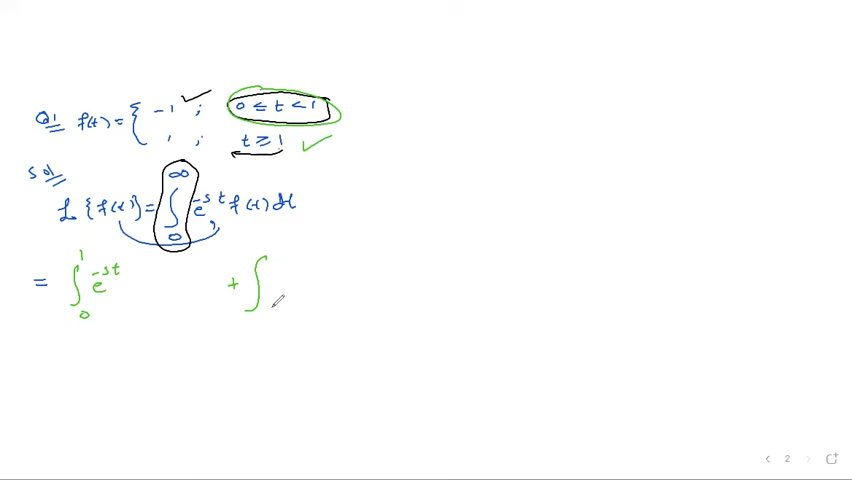 Q1 f(t) = { -1 ; 0 ≤ t < 1
1 ; t ≥ 1
Sol
L {f(t)} = ∫₀^∞ e^{-st} f(t) dt
= ∫₀^1 e^{-st} + ∫
2